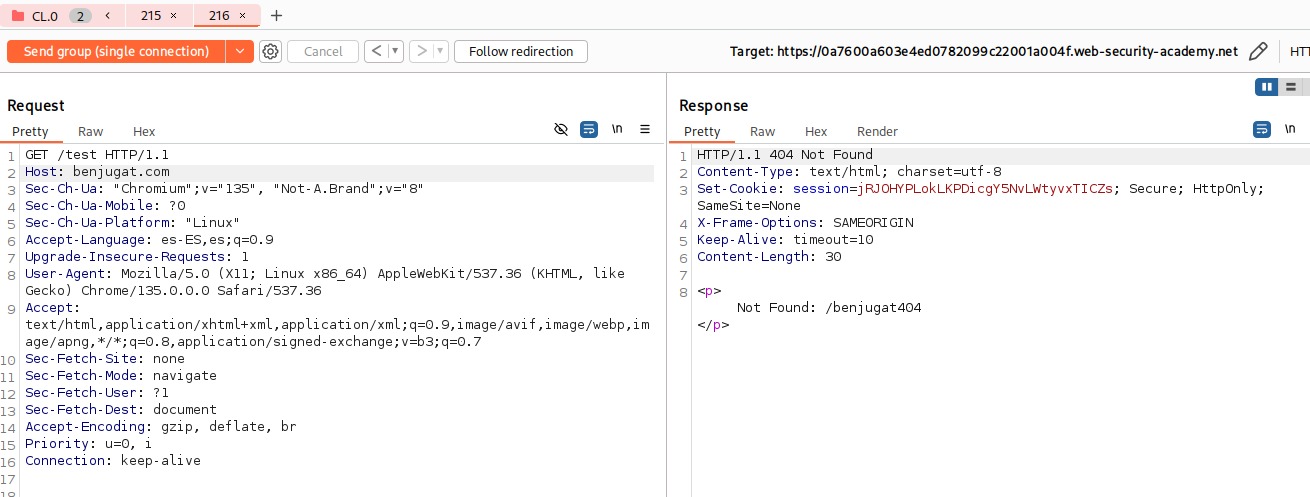 CL.0 2 < 215 × 216 × +
Send group (single connection) Cancel < > Follow redirection Target: https://0a7600a603e4ed0782099c22001a004f.web-security-academy.net HTT
Request
Pretty Raw Hex \n
1 GET /test HTTP/1.1
2 Host: benjugat.com
3 Sec-Ch-Ua: "Chromium";v="135", "Not-A.Brand";v="8"
4 Sec-Ch-Ua-Mobile: ?0
5 Sec-Ch-Ua-Platform: "Linux"
6 Accept-Language: es-ES,es;q=0.9
7 Upgrade-Insecure-Requests: 1
8 User-Agent: Mozilla/5.0 (X11; Linux x86_64) AppleWebKit/537.36 (KHTML, like
Gecko) Chrome/135.0.0.0 Safari/537.36
9 Accept:
text/html,application/xhtml+xml,application/xml;q=0.9,image/avif,image/webp,im
age/apng,*/*;q=0.8,application/signed-exchange;v=b3;q=0.7
10 Sec-Fetch-Site: none
11 Sec-Fetch-Mode: navigate
12 Sec-Fetch-User: ?1
13 Sec-Fetch-Dest: document
14 Accept-Encoding: gzip, deflate, br
15 Priority: u=0, i
16 Connection: keep-alive
17
18
Response
Pretty Raw Hex Render \n
1 HTTP/1.1 404 Not Found
2 Content-Type: text/html; charset=utf-8
3 Set-Cookie: session=jRJOHYPLokLKPDicgY5NvLWtyvxTICZs; Secure; HttpOnly;
SameSite=None
4 X-Frame-Options: SAMEORIGIN
5 Keep-Alive: timeout=10
6 Content-Length: 30
7
8 <p>
Not Found: /benjugat404
</p>